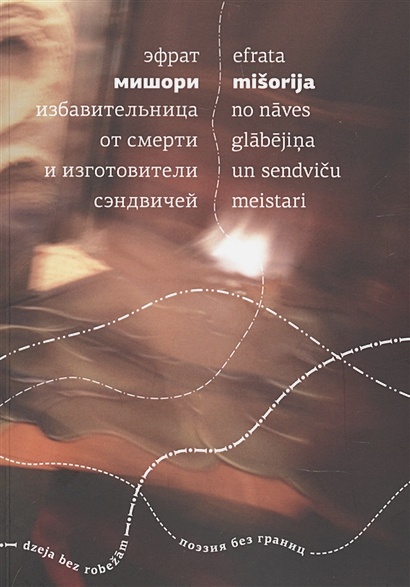 эфрат
мишори
избавительница
от смерти
и изготовители
сэндвичей
efrata
mišorija
no nāves
glābējiņa
un sendviču
meistari
dzeja bez robežām
поэзия без границ